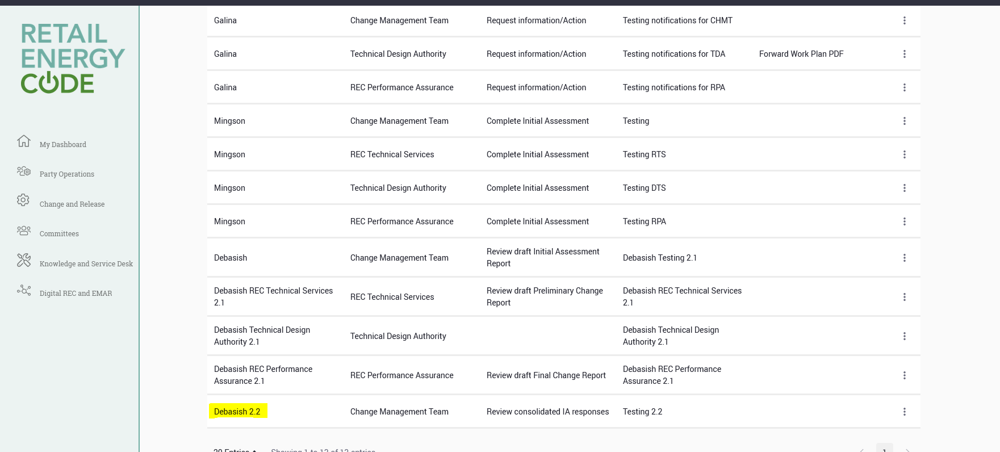 RETAIL
ENERGY
CODE
My Dashboard
Party Operations
Change and Release
Committees
Knowledge and Service Desk
Digital REC and EMAR
Galina Change Management Team Request information/Action Testing notifications for CHMT
Galina Technical Design Authority Request information/Action Testing notifications for TDA Forward Work Plan PDF
Galina REC Performance Assurance Request information/Action Testing notifications for RPA
Mingson Change Management Team Complete Initial Assessment Testing
Mingson REC Technical Services Complete Initial Assessment Testing RTS
Mingson Technical Design Authority Complete Initial Assessment Testing DTS
Mingson REC Performance Assurance Complete Initial Assessment Testing RPA
Debasish Change Management Team Review draft Initial Assessment
Report Debasish Testing 2.1
Debasish REC Technical Services
2.1 REC Technical Services Review draft Preliminary Change
Report Debasish REC Technical Services
2.1
Debasish Technical Design
Authority 2.1 Technical Design Authority Debasish Technical Design
Authority 2.1
Debasish REC Performance
Assurance 2.1 REC Performance Assurance Review draft Final Change Report Debasish REC Performance
Assurance 2.1
Debasish 2.2 Change Management Team Review consolidated IA responses Testing 2.2
Entries Showing 1 to of entries 1